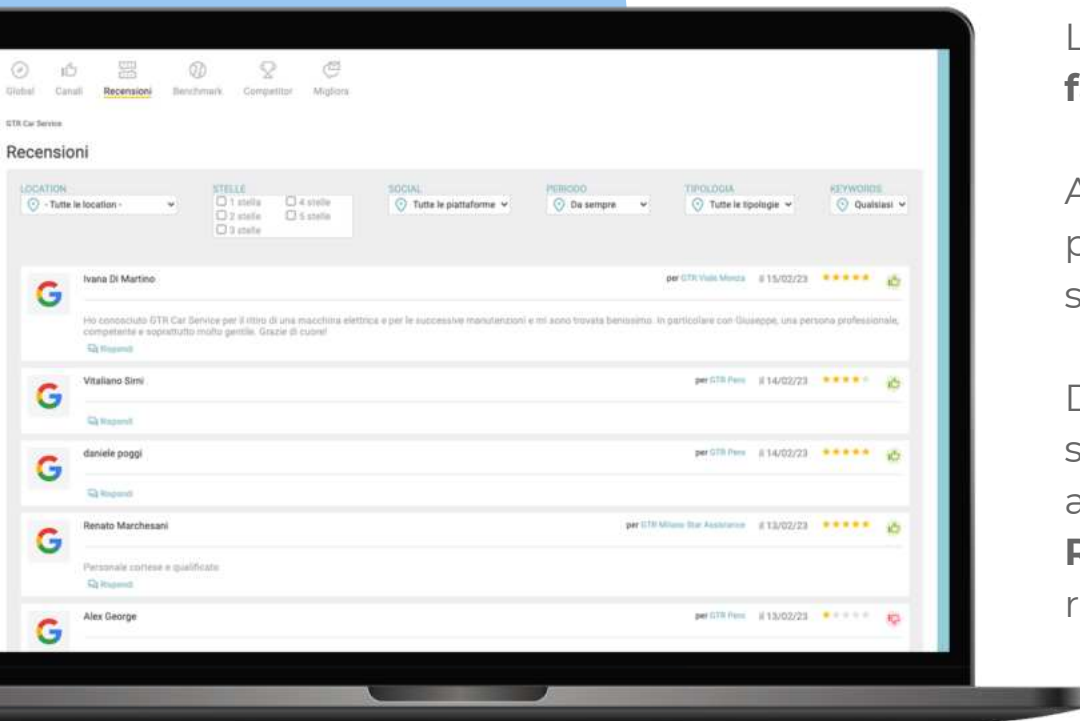 Global Canali Recensioni Benchmark Competitor Migliora
GTR Car Service
Recensioni
LOCATION STELLE SOCIAL PERIODO TIPOLOGIA KEYWORDS
- Tutte le location - 1 stella 4 stelle Tutte le piattaforme Da sempre Tutte le tipologie Qualsiasi
2 stelle 5 stelle
3 stelle
Ivana Di Martino per GTR Viale Monza il 15/02/23
Ho conosciuto GTR Car Service per il ritiro di una macchina elettrica e per le successive manutenzioni e mi sono trovata benissimo. In particolare con Giuseppe, una persona professionale,
competente e soprattutto molto gentile. Grazie di cuore!
Rispondi
Vitaliano Simi per GTR Pero il 14/02/23
Rispondi
daniele poggi per GTR Pero il 14/02/23
Rispondi
Renato Marchesani per GTR Milano Star Assistance il 13/02/23
Personale cortese e qualificato
Rispondi
Alex George per GTR Pero il 13/02/23
L
f
A
p
s
D
s
a
R
r